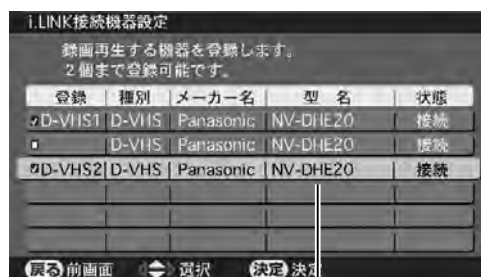 i.LINK接続機器設定
録画再生する機器を登録します。
2個まで登録可能です。
登録 種別 メーカー名 型 名 状態
D-VHS1 D-VHS Panasonic NV-DHE20 接続
D-VHS Panasonic NV-DHE20 接続
D-VHS2 D-VHS Panasonic NV-DHE20 接続
戻る 前画面 選択 決定 決定